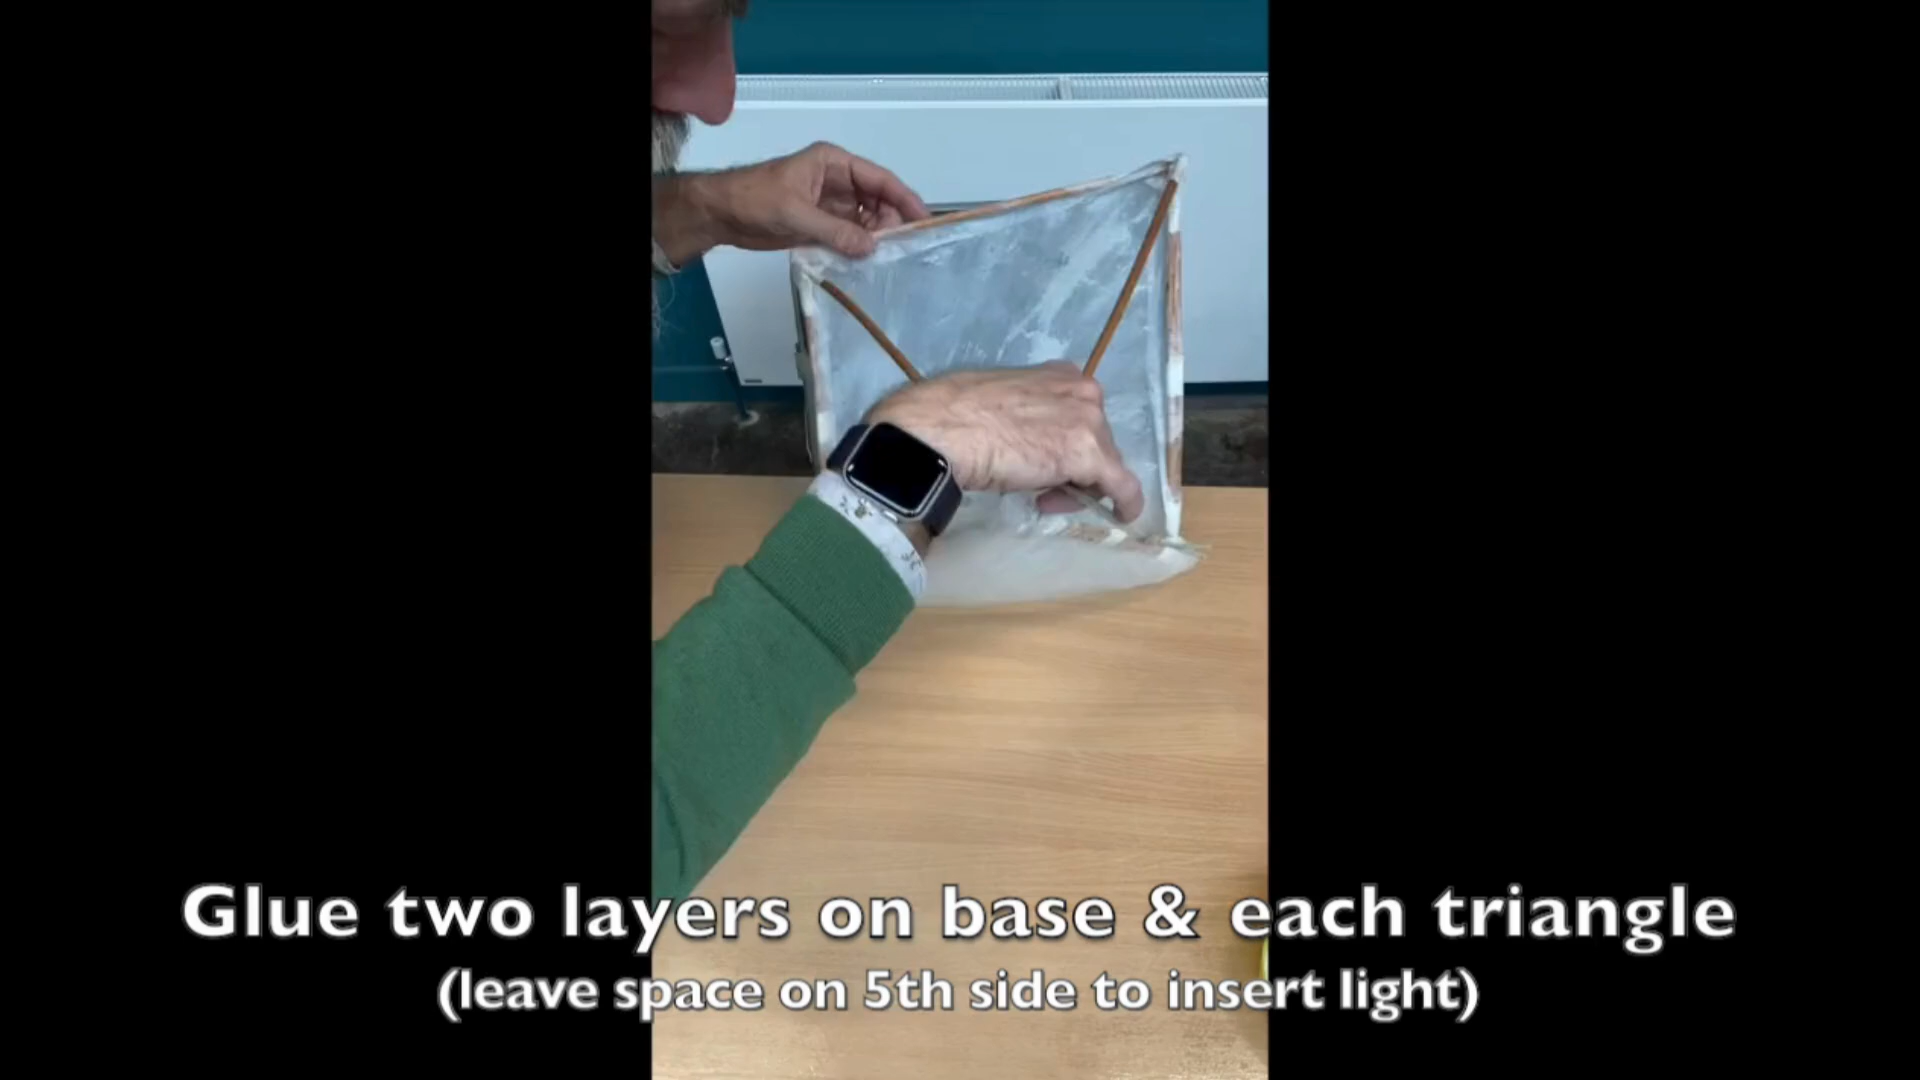 Glue two layers on base & each triangle
(leave space on 5th side to insert light)